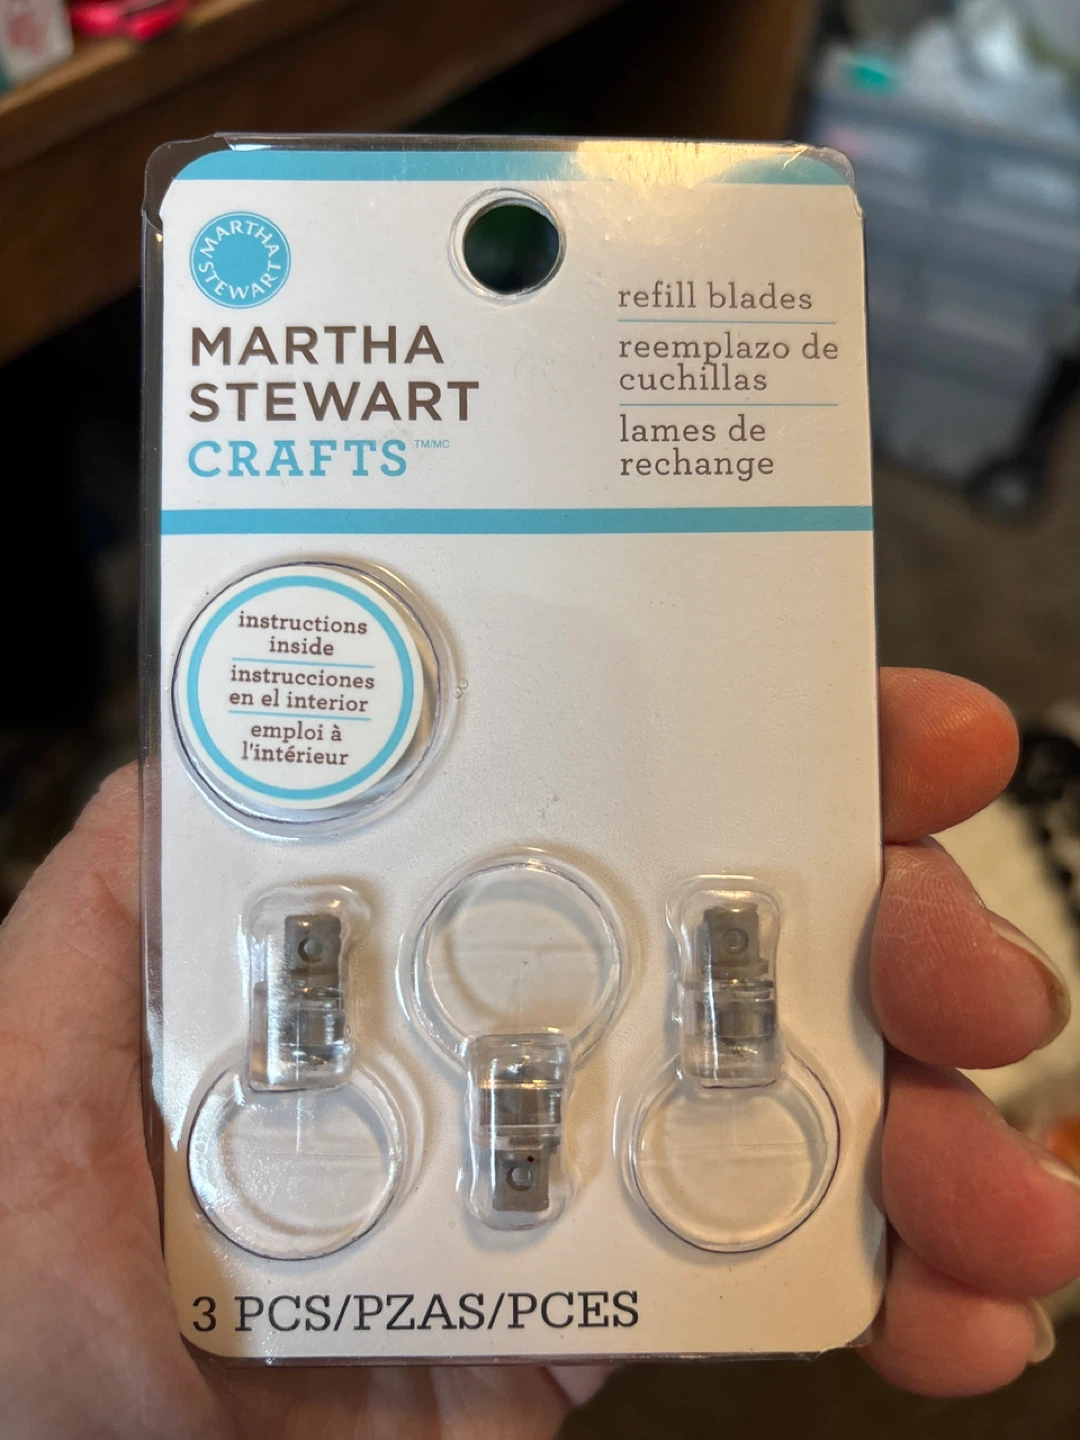 MARTHA STEWART
MARTHA
STEWART
CRAFTS TM/MC
refill blades
reemplazo de
cuchillas
lames de
rechange
instructions
inside
instrucciones
en el interior
emploi à
l'intérieur
3 PCS/PZAS/PCES